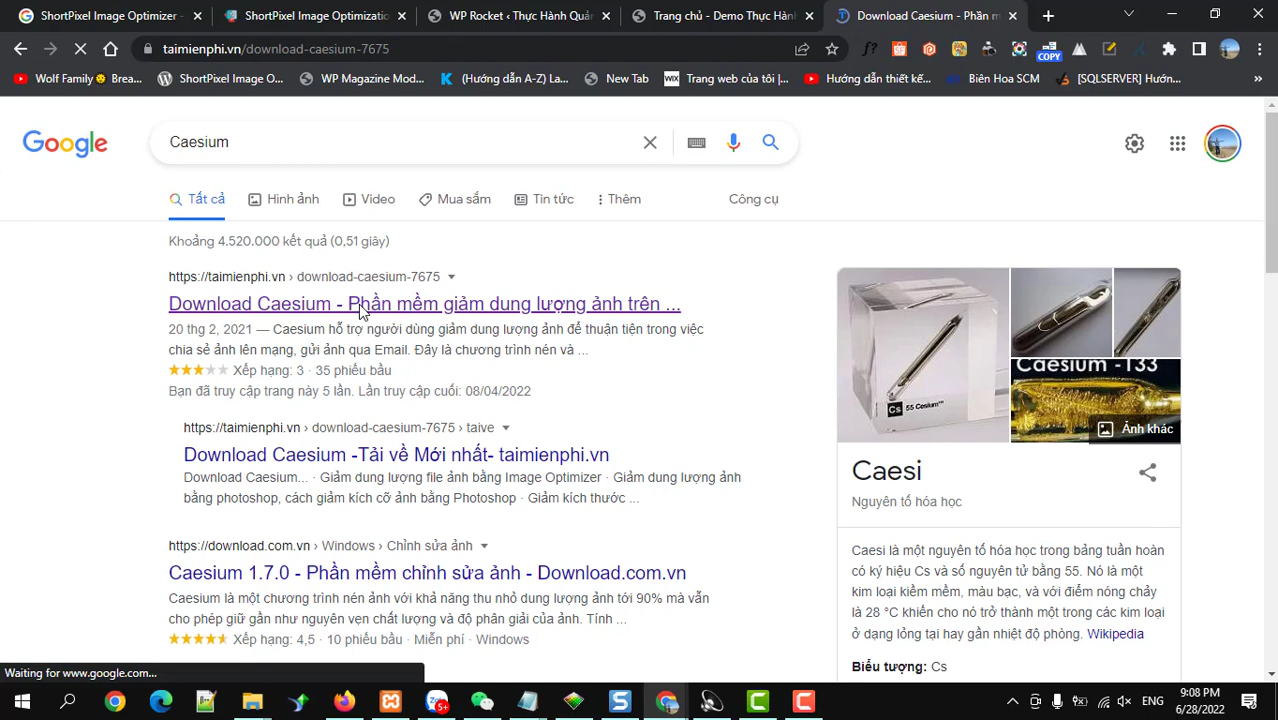 ShortPixel Image Optimizer -
ShortPixel Image Optimizatio
WP Rocket ‹ Thực Hành Quản
Trang chủ - Demo Thực Hành
Download Caesium - Phần m
taimienphi.vn/download-caesium-7675
COPY
Wolf Family Brea...
ShortPixel Image O...
WP Magazine Mod...
(Hướng dẫn A-Z) La...
New Tab
WIX
Trang web của tôi |...
Hướng dẫn thiết kế...
Biên Hoa SCM
[SQLSERVER] Hướn...
Google
Caesium
Tất cả
Hình ảnh
Video
Mua sắm
Tin tức
Thêm
Công cụ
Khoảng 4.520.000 kết quả (0,51 giây)
https://taimienphi.vn › download-caesium-7675
Download Caesium - Phần mềm giảm dung lượng ảnh trên ...
20 thg 2, 2021 — Caesium hỗ trợ người dùng giảm dung lượng ảnh để thuận tiện trong việc
chia sẻ ảnh lên mạng, gửi ảnh qua Email. Đây là chương trình nén và ...
Xếp hạng: 3 · 35 phiếu bầu
Bạn đã truy cập trang này 5 lần. Lần truy cập cuối: 08/04/2022
https://taimienphi.vn › download-caesium-7675 › taive
Download Caesium -Tải về Mới nhất- taimienphi.vn
Download Caesium... · Giảm dung lượng file ảnh bằng Image Optimizer · Giảm dung lượng
ảnh bằng photoshop, cách giảm kích cỡ ảnh bằng Photoshop · Giảm kích thước ...
https://download.com.vn › Windows › Chỉnh sửa ảnh
Caesium 1.7.0 - Phần mềm chỉnh sửa ảnh - Download.com.vn
Caesium là một chương trình nén ảnh với khả năng thu nhỏ dung lượng ảnh tới 90% mà vẫn
cho phép giữ gần như nguyên vẹn chất lượng và độ phân giải của ảnh. Tính ...
Xếp hạng: 4,5 · 10 phiếu bầu · Miễn phí · Windows
Cs 55 Cesium™
Caesium -133
Ảnh khác
Caesi
Nguyên tố hóa học
Caesi là một nguyên tố hóa học trong bảng tuần hoàn
có ký hiệu Cs và số nguyên tử bằng 55. Nó là một
kim loại kiềm mềm, màu bạc, và với điểm nóng chảy
là 28 °C khiến cho nó trở thành một trong các kim loại
ở dạng lỏng tại hay gần nhiệt độ phòng. Wikipedia
Biểu tượng: Cs
Waiting for www.google.com...
Zalo
5+
ENG
9:08 PM
6/28/2022